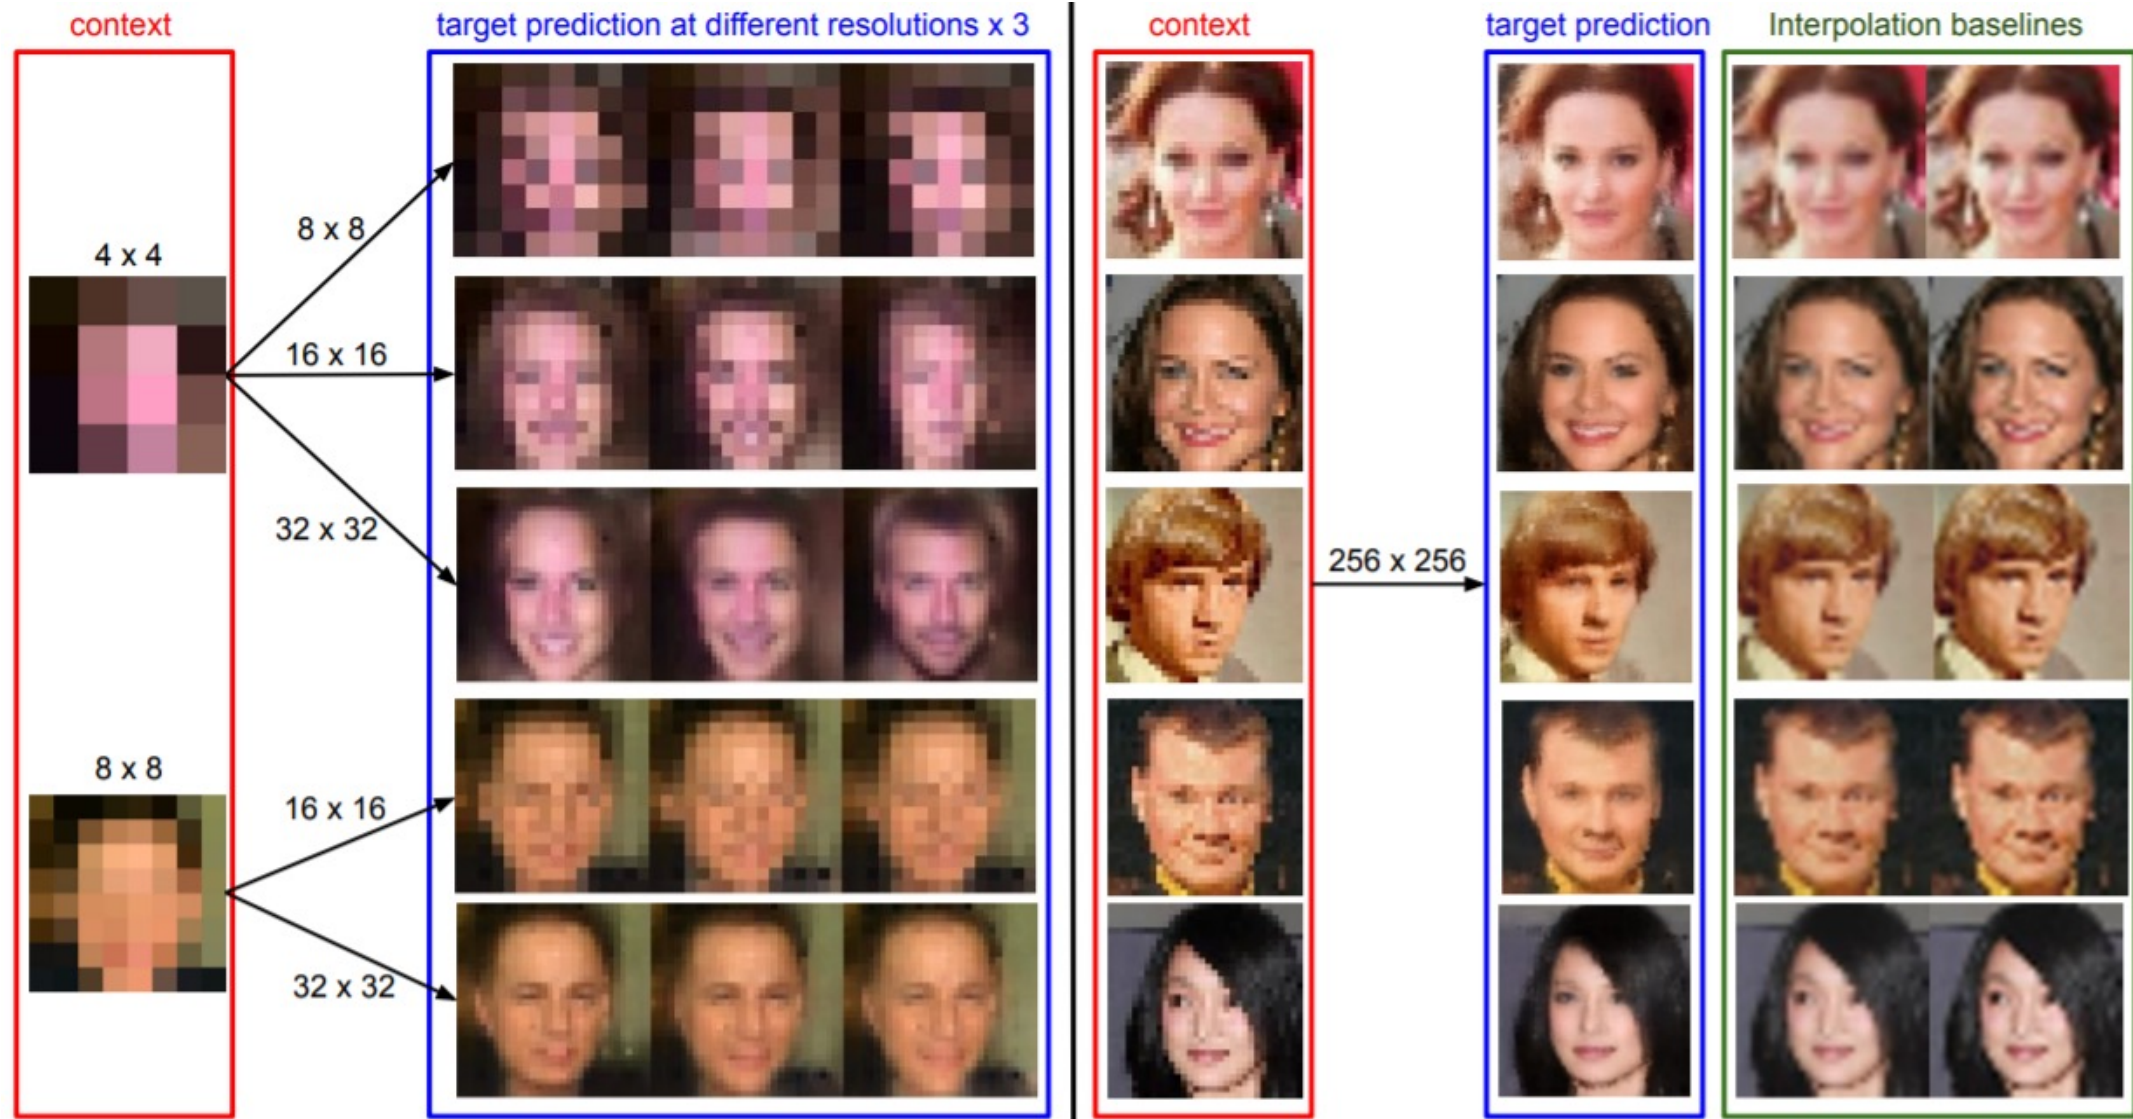 context
target prediction at different resolutions x 3
4 x 4
8 x 8
16 x 16
32 x 32
8 x 8
16 x 16
32 x 32
context
target prediction
Interpolation baselines
256 x 256